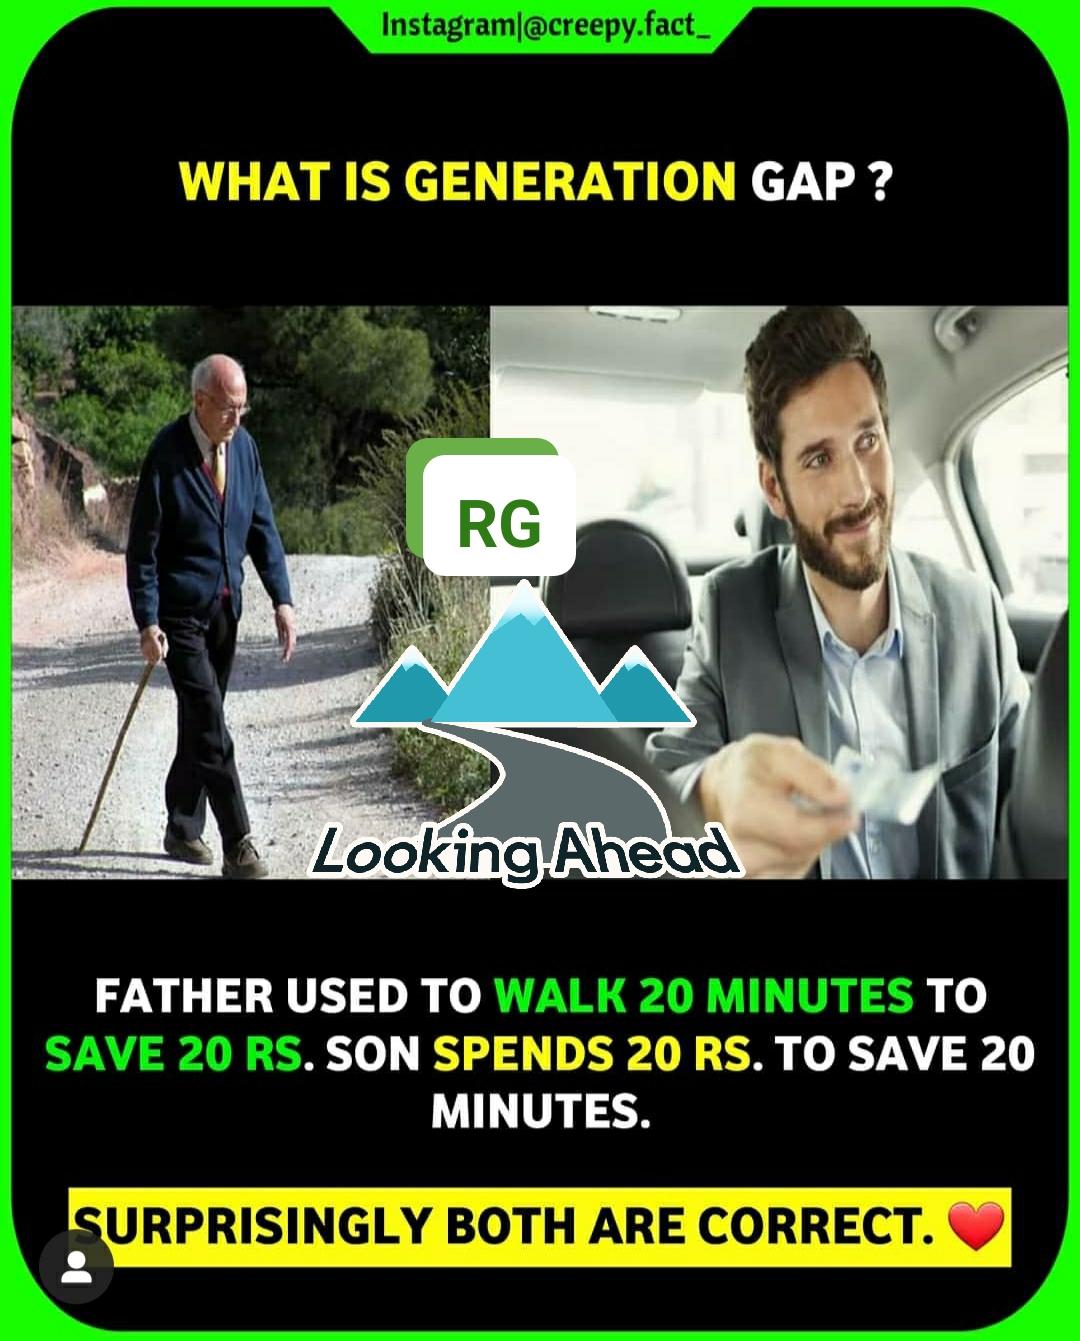 Instagram|@creepy.fact_
WHAT IS GENERATION GAP ?
RG
Looking Ahead
FATHER USED TO WALK 20 MINUTES TO
SAVE 20 RS. SON SPENDS 20 RS. TO SAVE 20
MINUTES.
SURPRISINGLY BOTH ARE CORRECT. ❤️